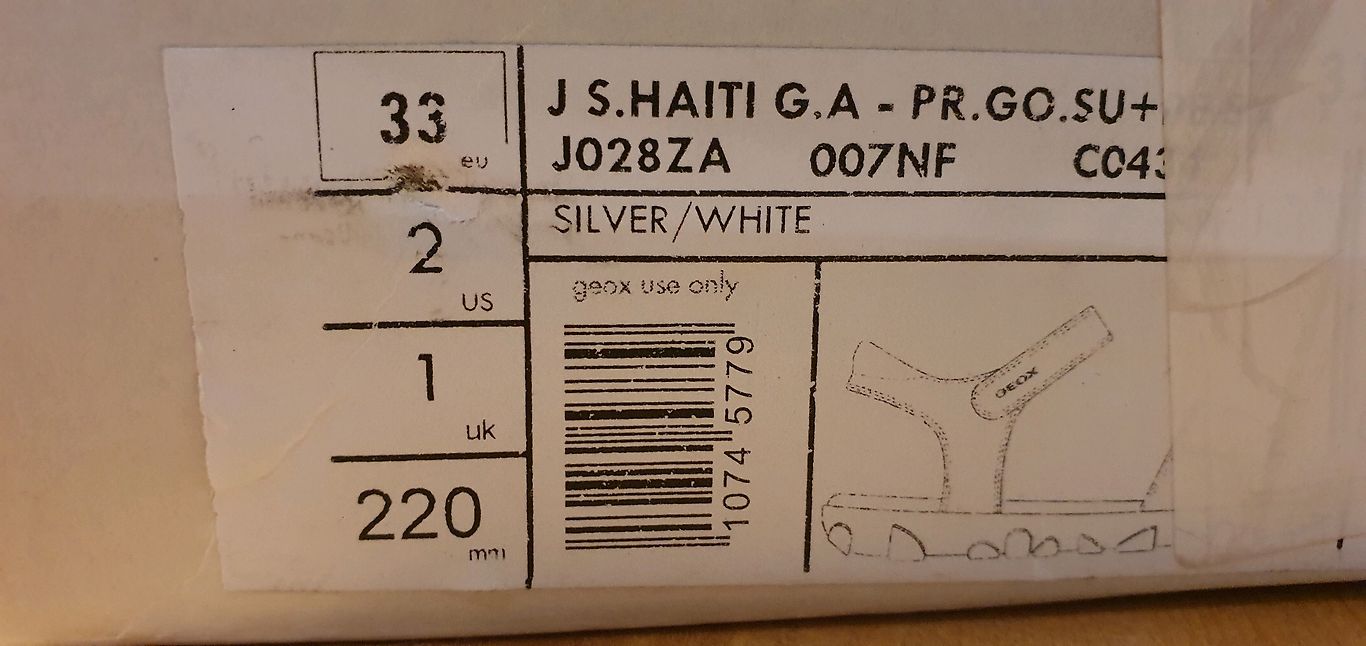 33
eu
2
US
1
uk
220
mm
J S.HAITI G.A - PR.GO.SU+
J028ZA 007NF C043
SILVER/WHITE
geox use only
1074 5779
GEOX